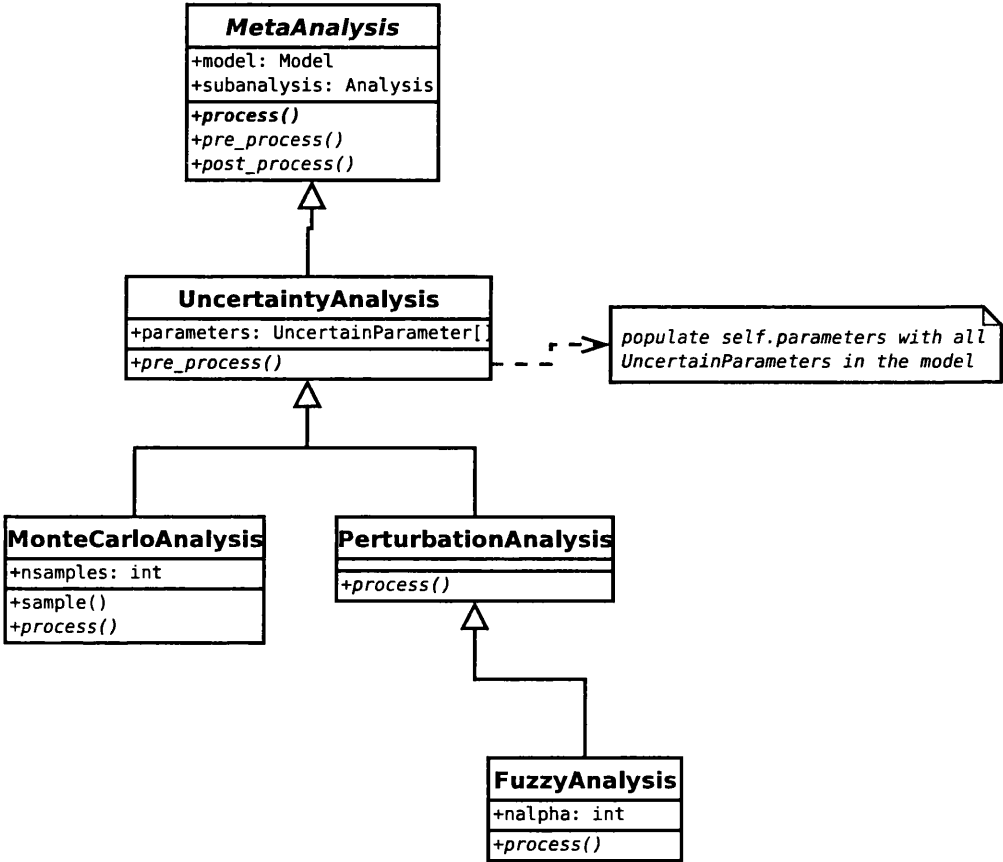 MetaAnalysis
+model: Model
+subanalysis: Analysis
+process()
+pre_process()
+post_process()
UncertaintyAnalysis
+parameters: UncertainParameter[]
+pre_process()
populate self.parameters with all
UncertainParameters in the model
MonteCarloAnalysis
+nsamples: int
+sample()
+process()
PerturbationAnalysis
+process()
FuzzyAnalysis
+nalpha: int
+process()